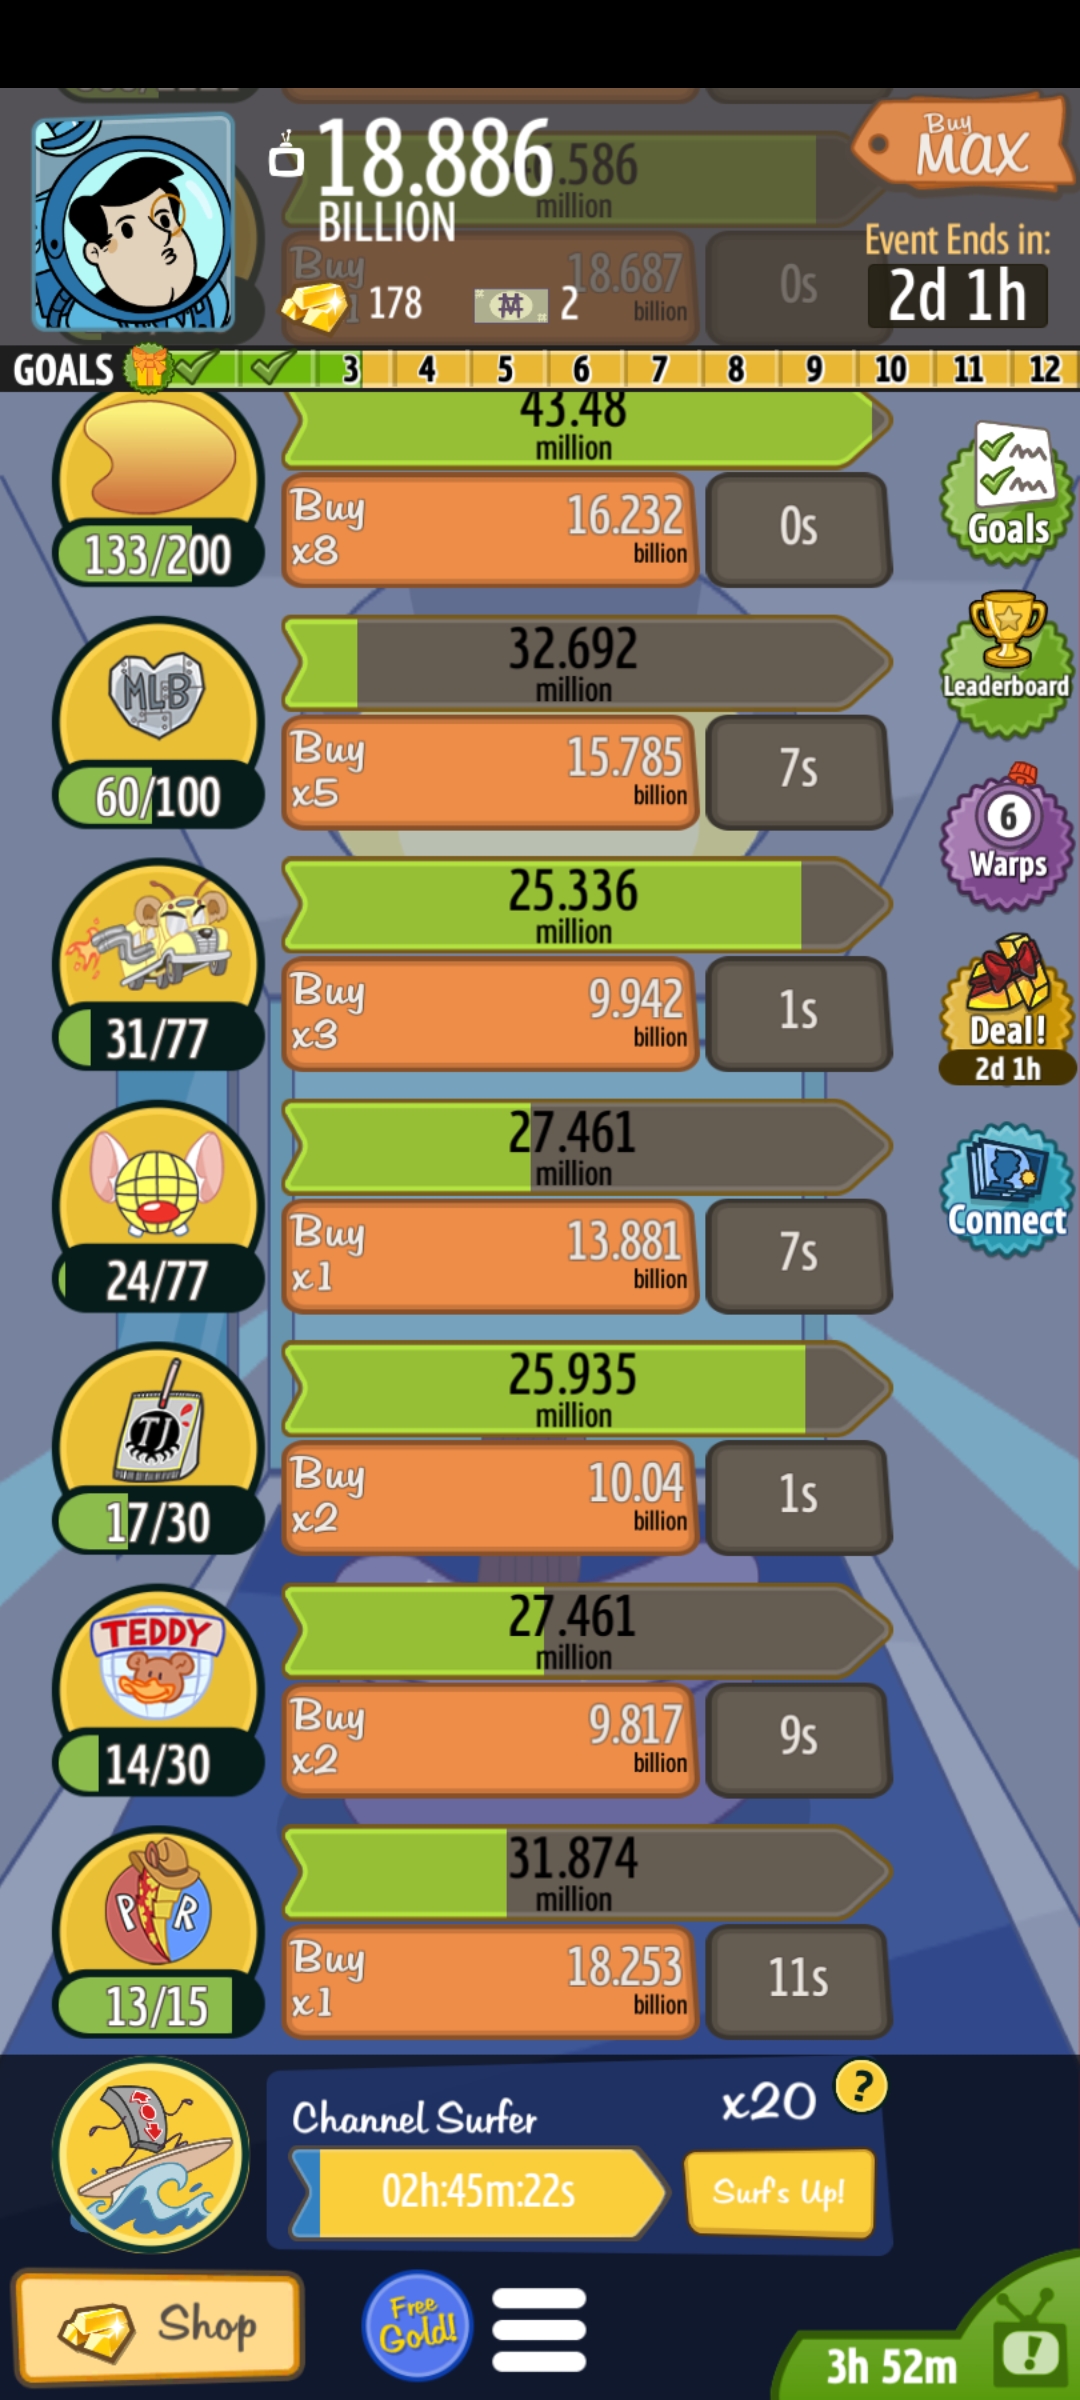 18.886
BILLION
178
2
Buy
MAX
Event Ends in:
2d 1h
.586
million
Buy
18.687
billion
0s
GOALS 3 4 5 6 7 8 9 10 11 12
43.48
million
133/200
Buy
x8
16.232
billion
0s
Goals
MLB
60/100
32.692
million
Buy
x5
15.785
billion
7s
Leaderboard
31/77
25.336
million
Buy
x3
9.942
billion
1s
6
Warps
Deal!
2d 1h
24/77
27.461
million
Buy
x1
13.881
billion
7s
Connect
TJ
17/30
25.935
million
Buy
x2
10.04
billion
1s
TEDDY
14/30
27.461
million
Buy
x2
9.817
billion
9s
P R
13/15
31.874
million
Buy
x1
18.253
billion
11s
Channel Surfer
x20
?
02h:45m:22s
Surf's Up!
Shop
Free
Gold!
3h 52m
!